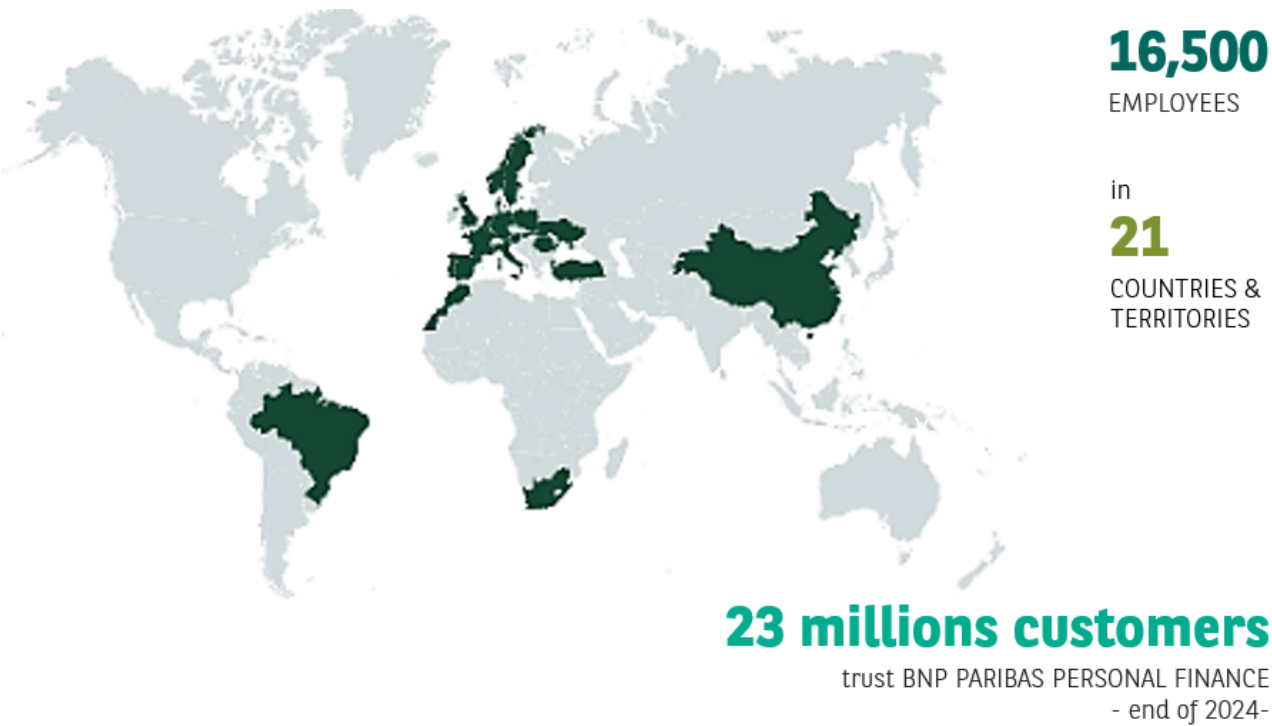 16,500
EMPLOYEES
in
21
COUNTRIES &
TERRITORIES
23 millions customers
trust BNP PARIBAS PERSONAL FINANCE
- end of 2024-